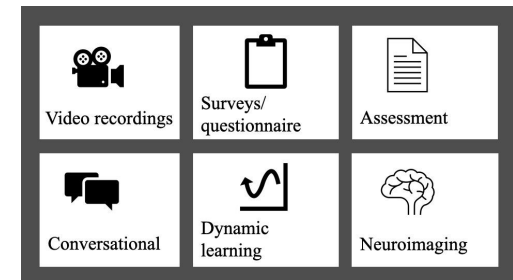 Video recordings
Surveys/
questionnaire
Assessment
Conversational
Dynamic
learning
Neuroimaging